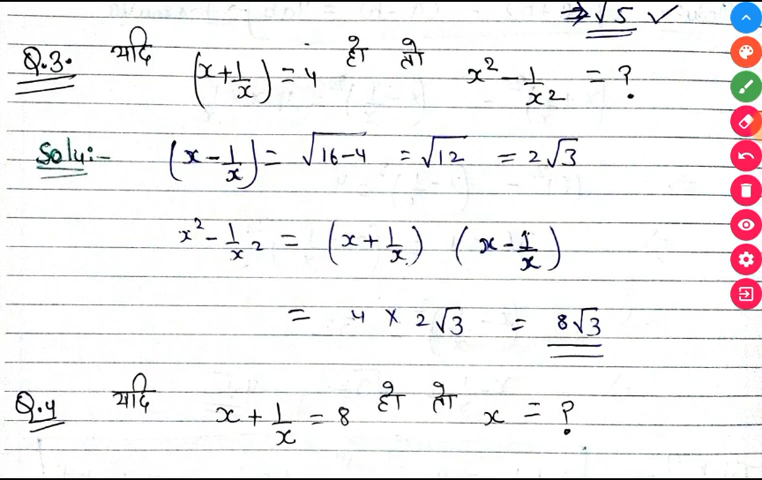 ⇒ √5 ✓
Q.3. यदि (x + 1/x) = 4 हो तो x² - 1/x² = ?
Solu:- (x - 1/x) = √16-4 = √12 = 2√3
x² - 1/x² = (x + 1/x) (x - 1/x)
= 4 × 2√3 = 8√3
Q.4 यदि x + 1/x = 8 हो तो x = ?